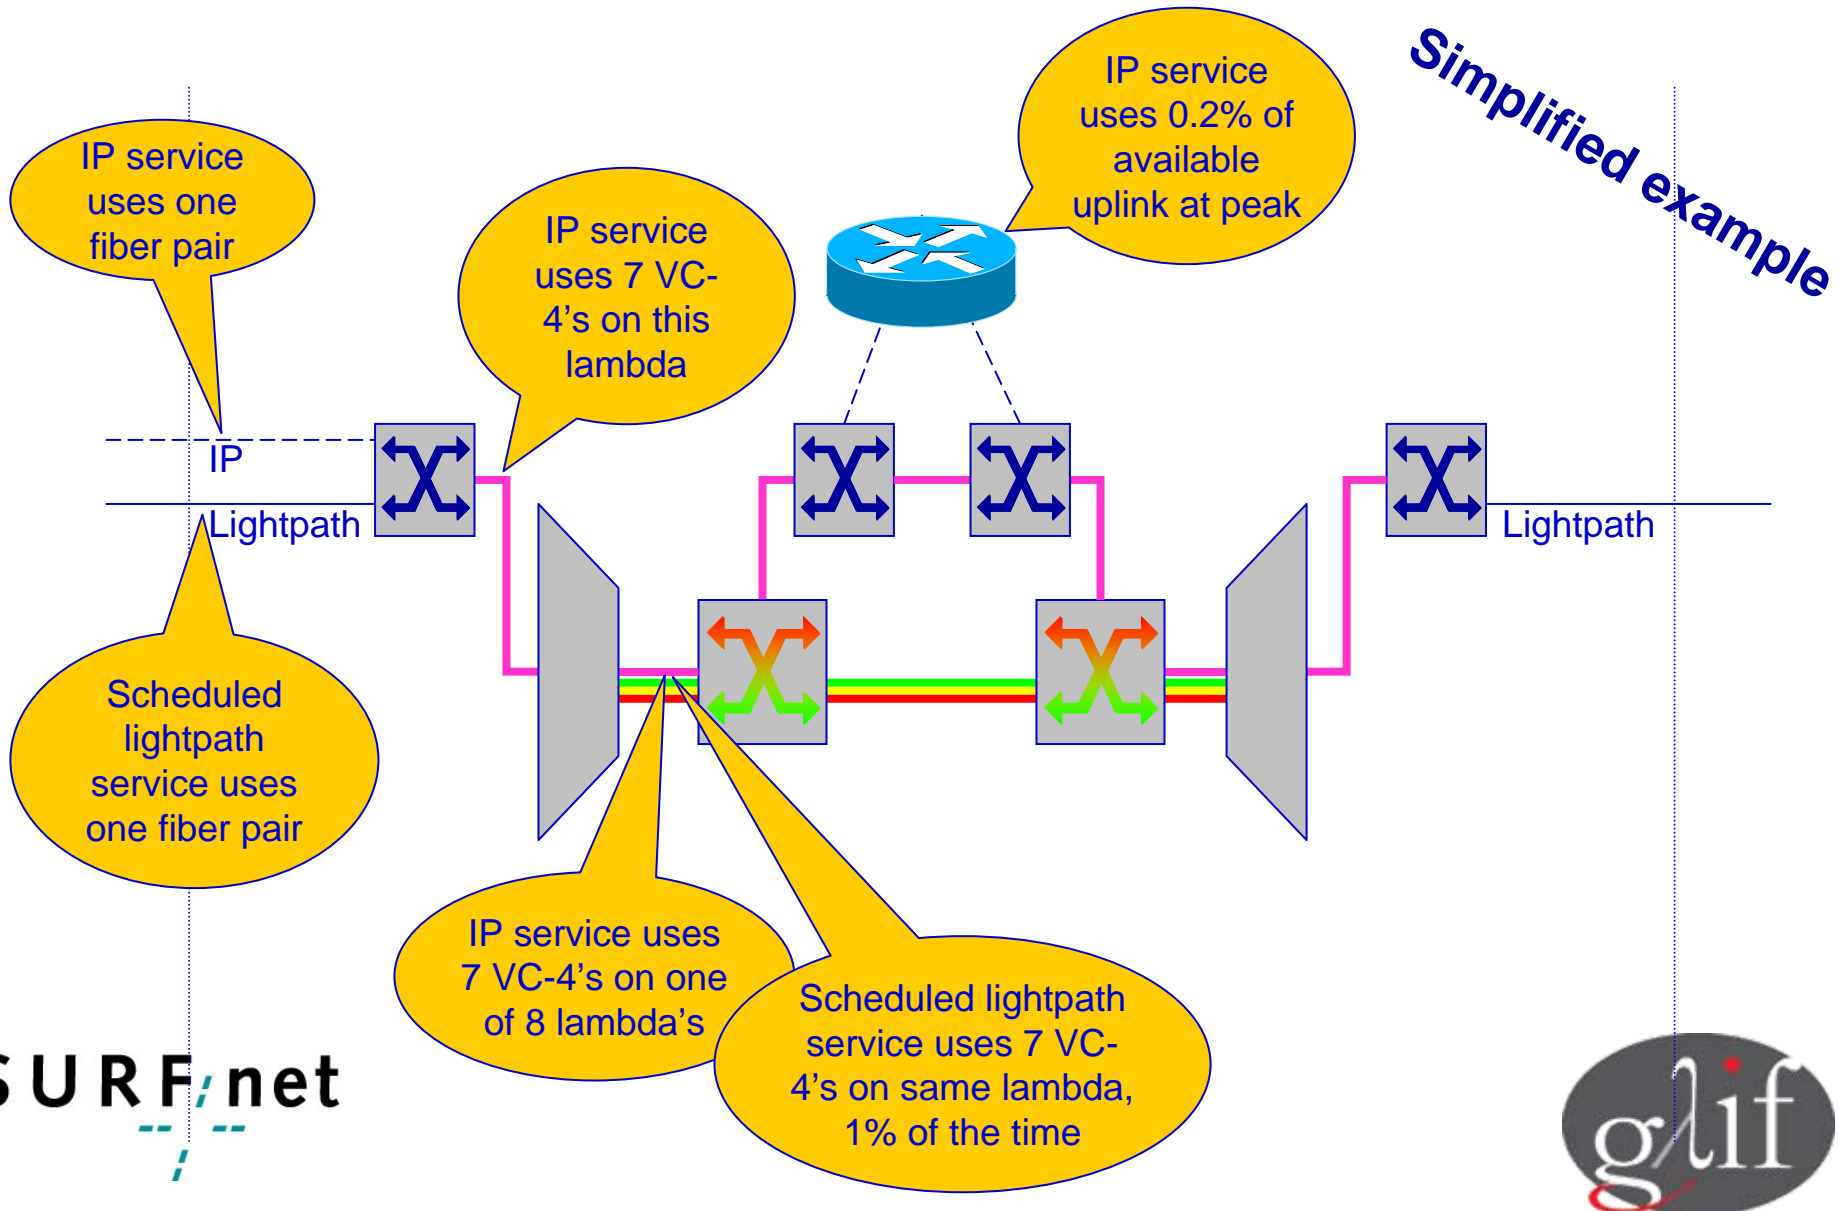 Simplified example
IP service
uses 0.2% of
available
uplink at peak
IP service
uses one
fiber pair
IP service
uses 7 VC-
4’s on this
lambda
IP
Lightpath
Lightpath
Scheduled
lightpath
service uses
one fiber pair
IP service uses
7 VC-4’s on one
of 8 lambda’s
Scheduled lightpath
service uses 7 VC-
4’s on same lambda,
1% of the time
SURFnet
gλif